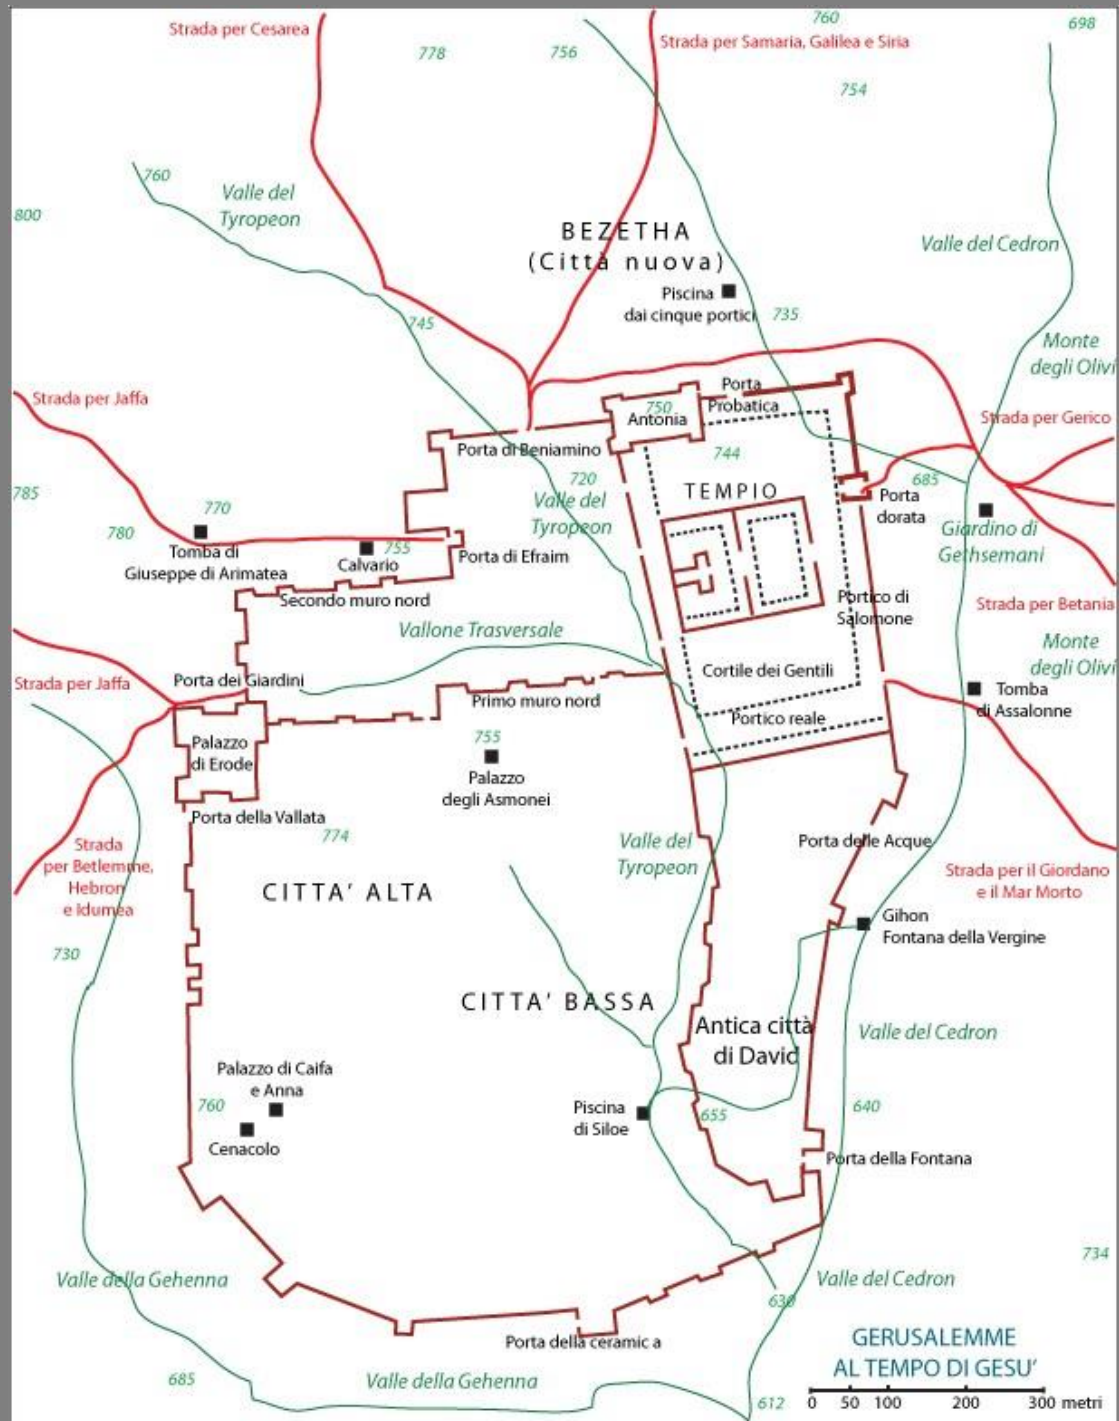 Strada per Cesarea
778
756
760
Strada per Samaria, Galilea e Siria
698
754
760
Valle del
Tyropeon
800
BEZETHA
(Città nuova)
Valle del Cedron
Piscina
dai cinque portici
735
745
Monte
degli Olivi
Strada per Jaffa
Porta
Probatica
750
Antonia
Strada per Gerico
Porta di Beniamino
744
720
685
785
TEMPIO
Valle del
Tyropeon
Porta
dorata
770
780
Giardino di
Gethsemani
Tomba di
Giuseppe di Arimatea
755
Calvario
Porta di Efraim
Secondo muro nord
Portico di
Salomone
Strada per Betania
Vallone Trasversale
Monte
degli Olivi
Strada per Jaffa
Porta dei Giardini
Cortile dei Gentili
Primo muro nord
Portico reale
Tomba
di Assalonne
Palazzo
di Erode
755
Palazzo
degli Asmonei
Porta della Vallata
774
Strada
per Betlemme,
Hebron
e Idumea
Valle del
Tyropeon
Porta delle Acque
Strada per il Giordano
e il Mar Morto
CITTA' ALTA
Gihon
Fontana della Vergine
730
CITTA' BASSA
Antica città
di David
Valle del Cedron
Palazzo di Caifa
e Anna
760
Cenacolo
Piscina
di Siloe
655
640
Porta della Fontana
734
Valle della Gehenna
Valle del Cedron
630
Porta della ceramic a
685
Valle della Gehenna
612
GERUSALEMME
AL TEMPO DI GESU'
0 50 100 200 300 metri